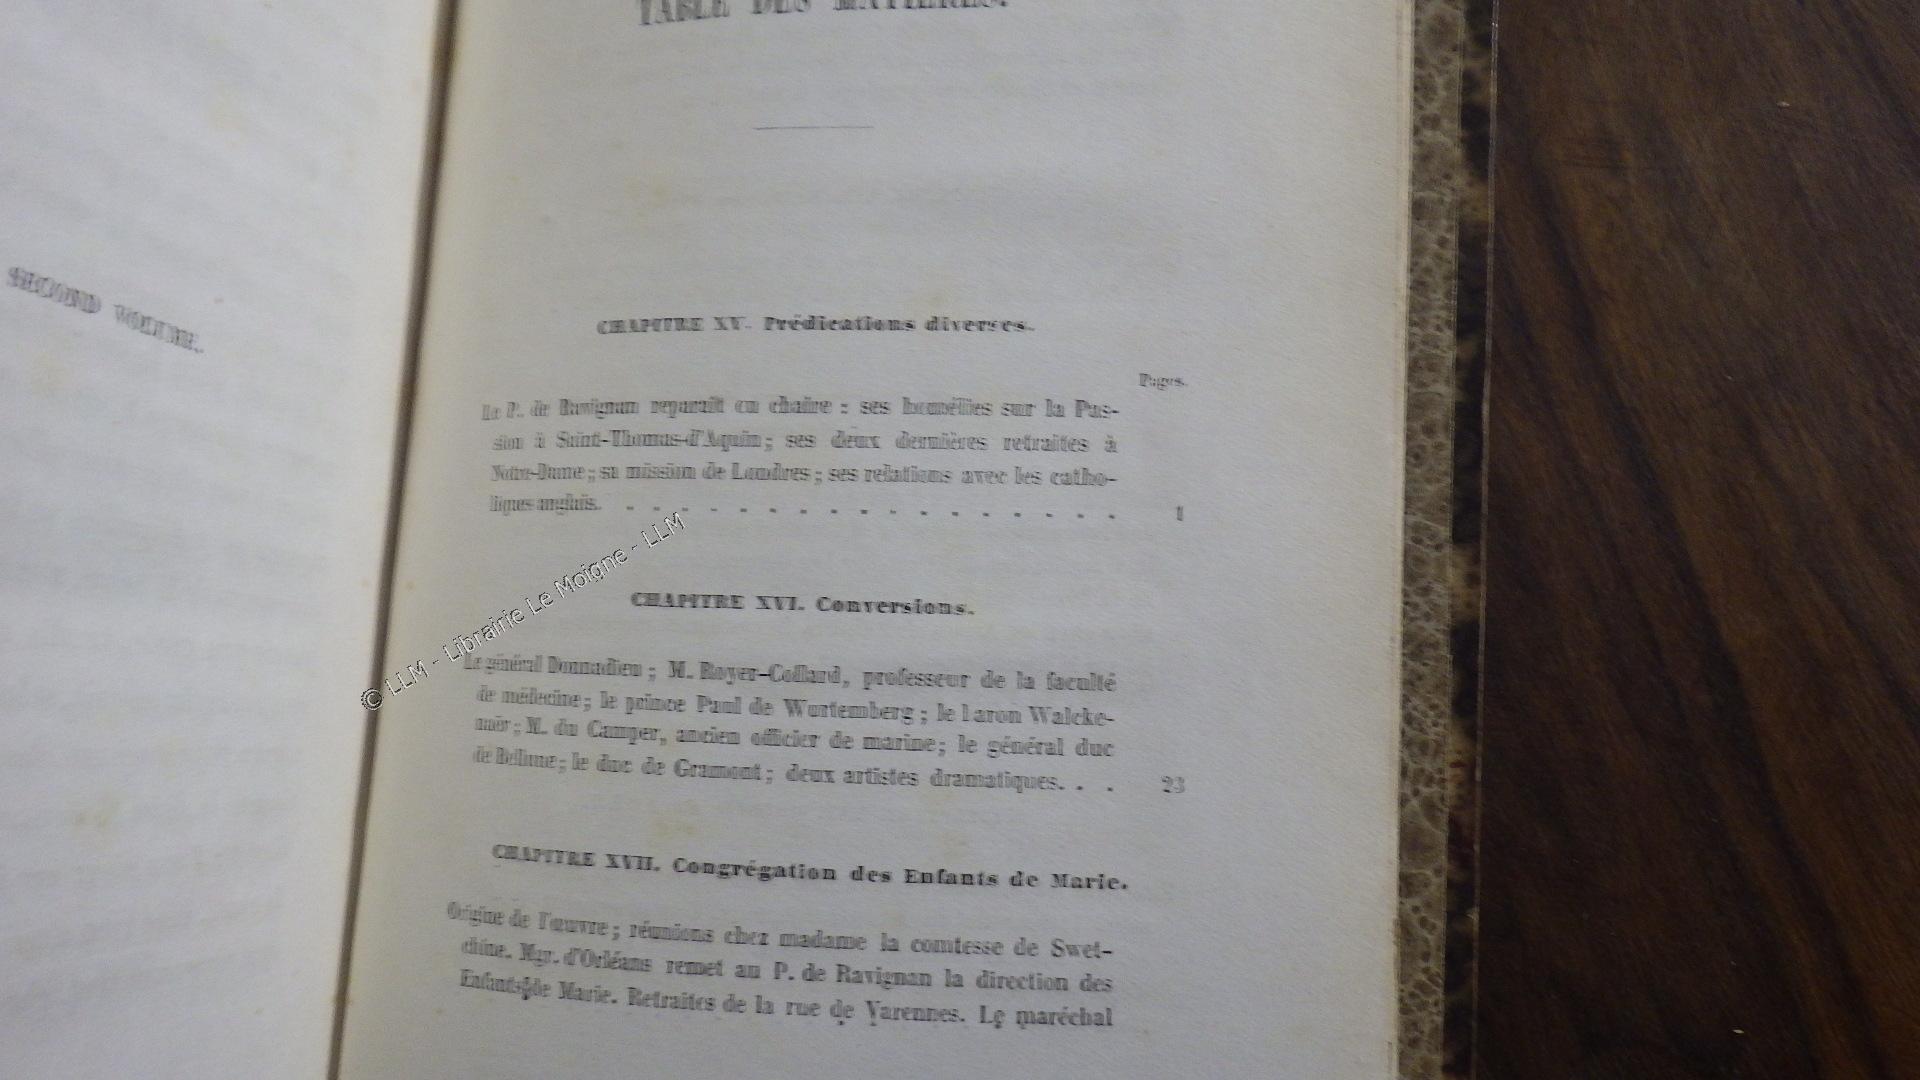 SECOND VOLUME.
TABLE DES MATIÈRES.
CHAPITRE XV. Prédications diverses.
Pages.
Le P. de Ravignan reparaît en chaire : ses homélies sur la Pas-
sion à Saint-Thomas-d'Aquin ; ses deux dernières retraites à
Notre-Dame ; sa mission de Londres ; ses relations avec les catho-
liques anglais. . . . . . . . . . . . . . . . . . 1
CHAPITRE XVI. Conversions.
Le général Donnadieu ; M. Royer-Collard, professeur de la faculté
de médecine ; le prince Paul de Wurtemberg ; le baron Walcke-
naër ; M. du Camper, ancien officier de marine ; le général duc
de Bellune ; le duc de Gramont ; deux artistes dramatiques. . . 23
CHAPITRE XVII. Congrégation des Enfants de Marie.
Origine de l'œuvre ; réunions chez madame la comtesse de Swet-
chine. Mgr. d'Orléans remet au P. de Ravignan la direction des
Enfants de Marie. Retraites de la rue de Varennes. Le maréchal
© LLM - Librairie Le Moigne - LLM